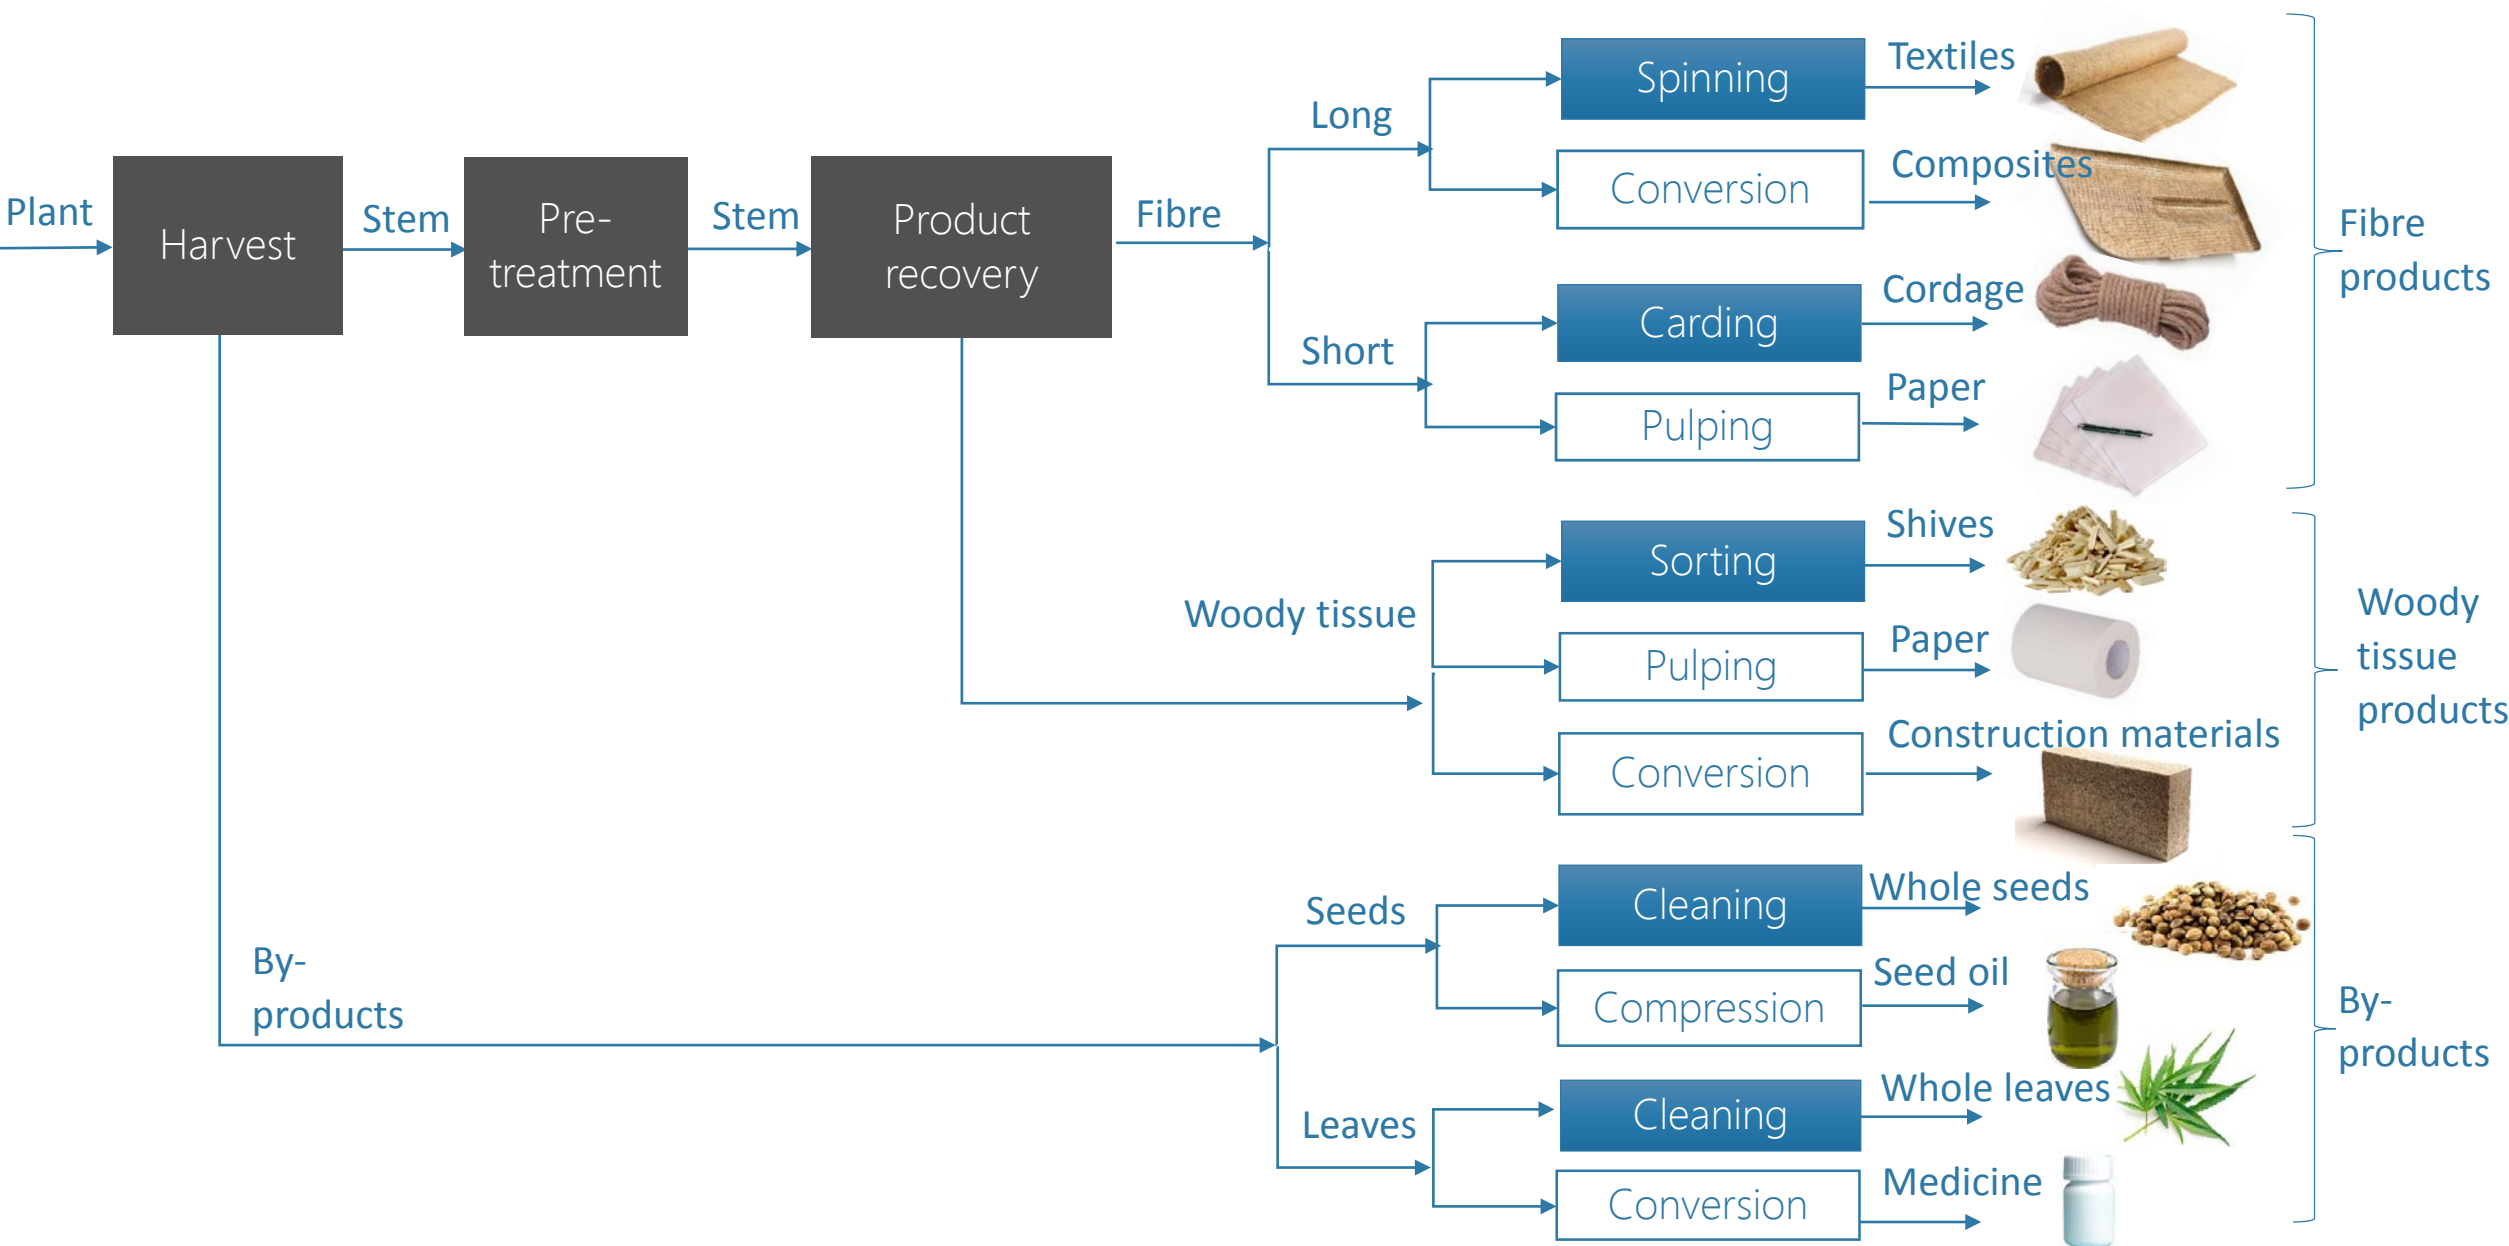 Plant
Harvest
Stem
Pre-
treatment
Stem
Product
recovery
Fibre
Long
Spinning
Textiles
Conversion
Composites
Short
Carding
Cordage
Pulping
Paper
Fibre
products
Woody tissue
Sorting
Shives
Pulping
Paper
Conversion
Construction materials
Woody
tissue
products
By-
products
Seeds
Cleaning
Whole seeds
Compression
Seed oil
Leaves
Cleaning
Whole leaves
Conversion
Medicine
By-
products